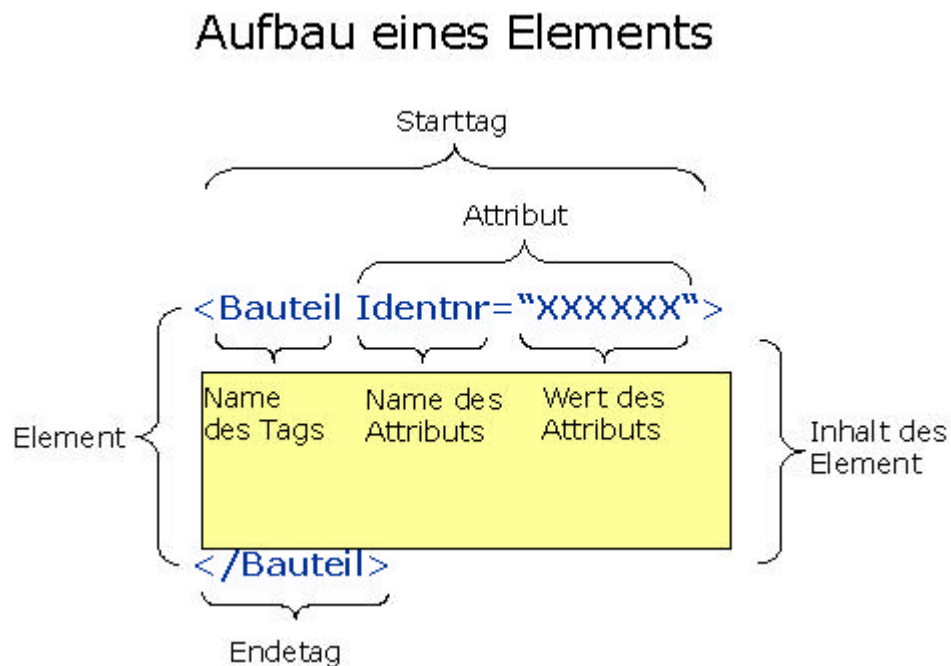 Aufbau eines Elements
Starttag
Attribut
<Bauteil Identnr=“XXXXXX“>
Name des Tags
Name des Attributs
Wert des Attributs
Element
Inhalt des
Element
</Bauteil>
Endetag